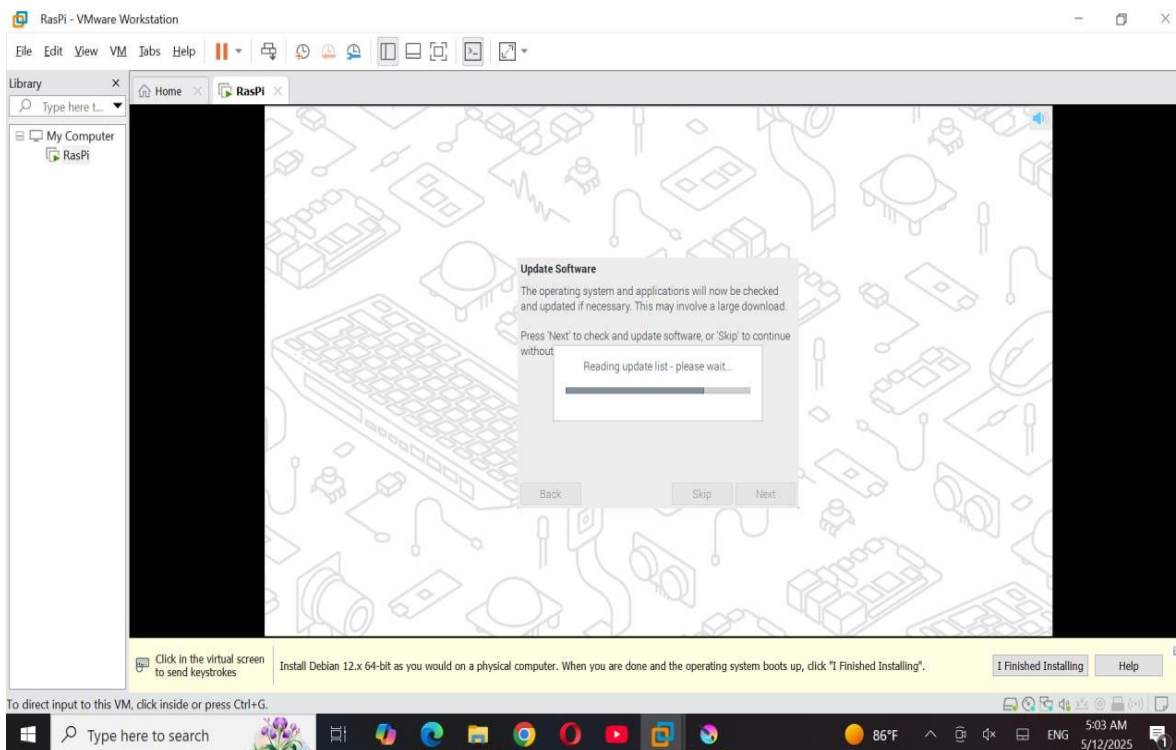 RasPi - VMware Workstation
File Edit View VM Tabs Help
Library
Home
RasPi
Type here t...
My Computer
RasPi
Update Software
The operating system and applications will now be checked
and updated if necessary. This may involve a large download.
Press 'Next' to check and update software, or 'Skip' to continue
without
Reading update list - please wait...
Back Skip Next
Click in the virtual screen
to send keystrokes
Install Debian 12.x 64-bit as you would on a physical computer. When you are done and the operating system boots up, click "I Finished Installing".
I Finished Installing
Help
To direct input to this VM, click inside or press Ctrl+G.
Type here to search
86°F
ENG
5:03 AM
5/12/2025